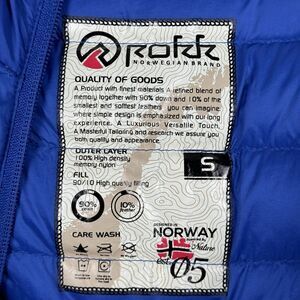 ROKK
NORWEGIAN BRAND
QUALITY OF GOODS
A Product with finest materials A refined blend of
memory layered together with 90% down and 10% of the
smallest and softest feathers you can imagine
where simple design is emphasized with our long
experience. A Luxurious Versatile Touch.
A Masteful Tailoring and research we assure you
both quality and appearance.
OUTER LAYER
100% High density
memory nylon
S
FILL
90/10 High quality filling
90%
10%
feather
CARE WASH
DESIGNED IN
NORWAY
Nature
05